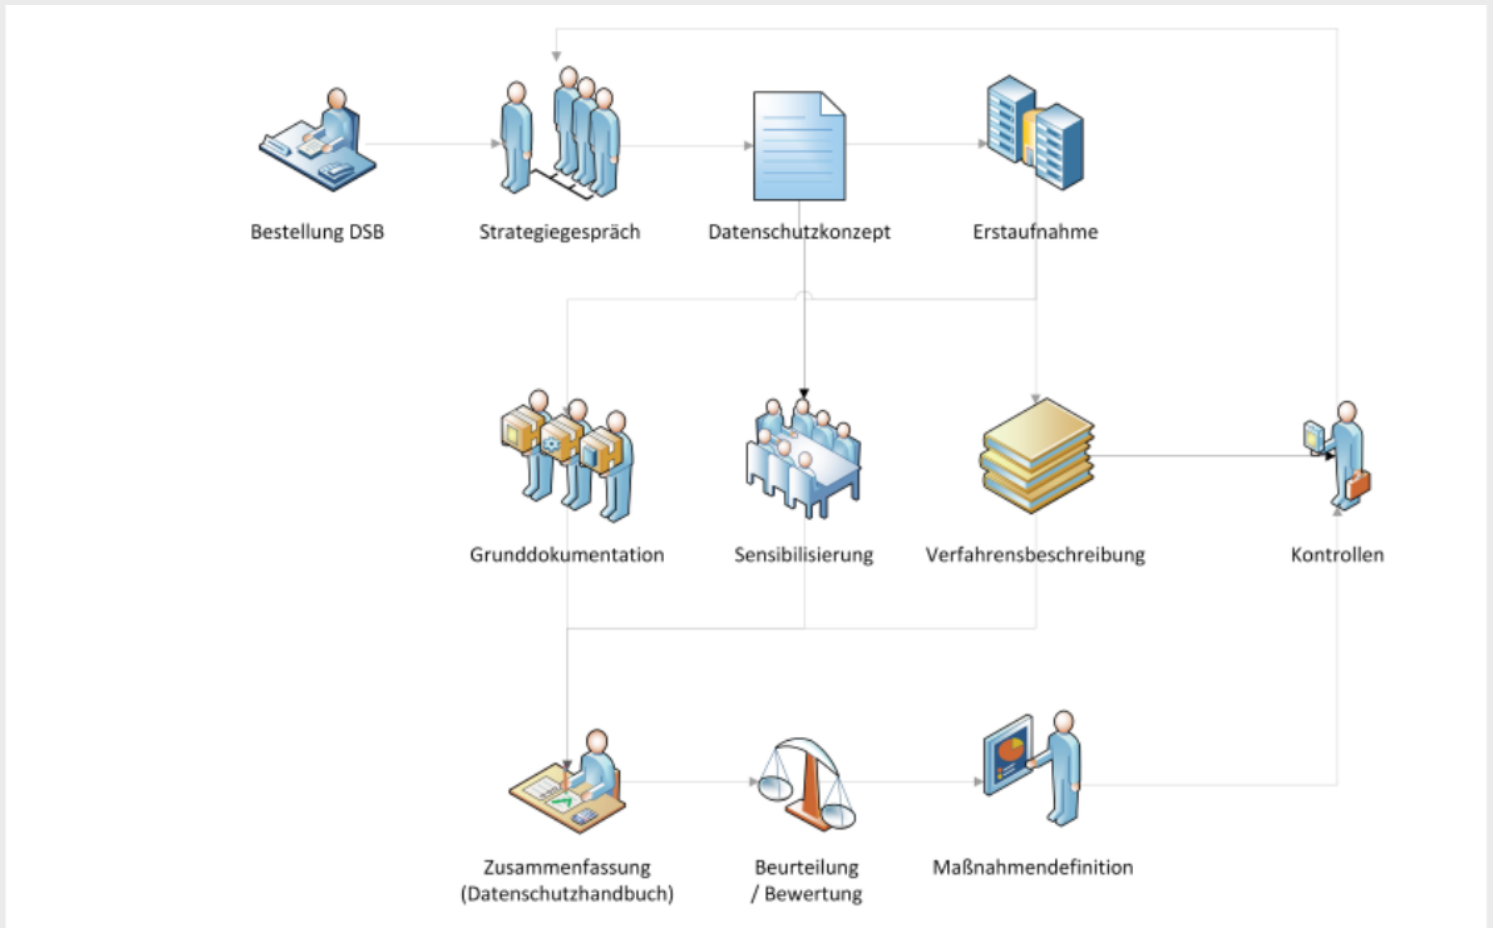 Bestellung DSB
Strategiegespräch
Datenschutzkonzept
Erstaufnahme
Grunddokumentation
Sensibilisierung
Verfahrensbeschreibung
Kontrollen
Zusammenfassung
(Datenschutzhandbuch)
Beurteilung
/ Bewertung
Maßnahmendefinition